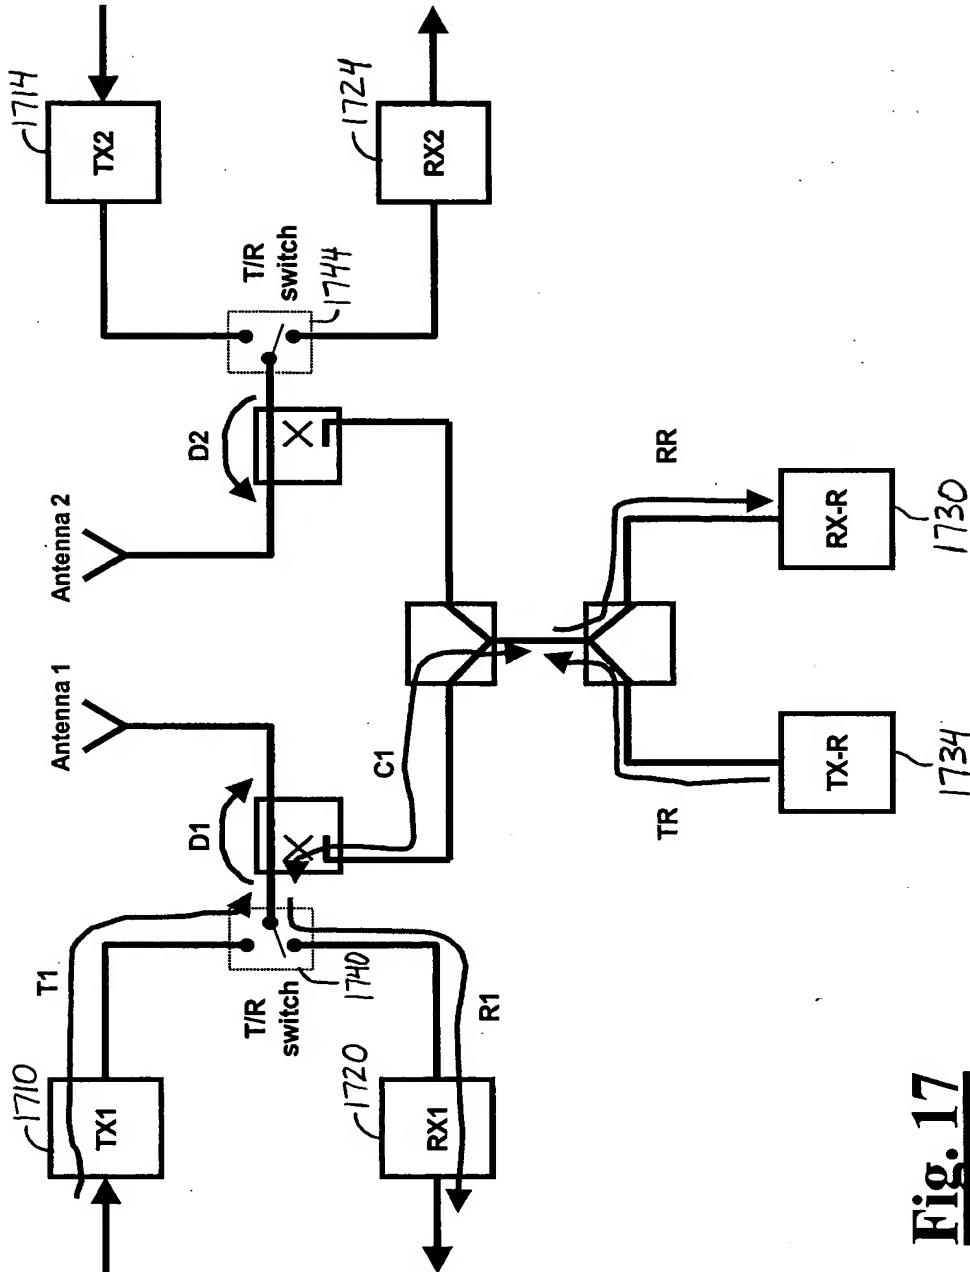 1710
TX1
T1
T/R
switch
1740
1720
RX1
R1
D1
Antenna 1
C1
Antenna 2
D2
T/R
switch
1744
1714
TX2
1724
RX2
TR
TX-R
1734
RR
RX-R
1730
Fig. 17